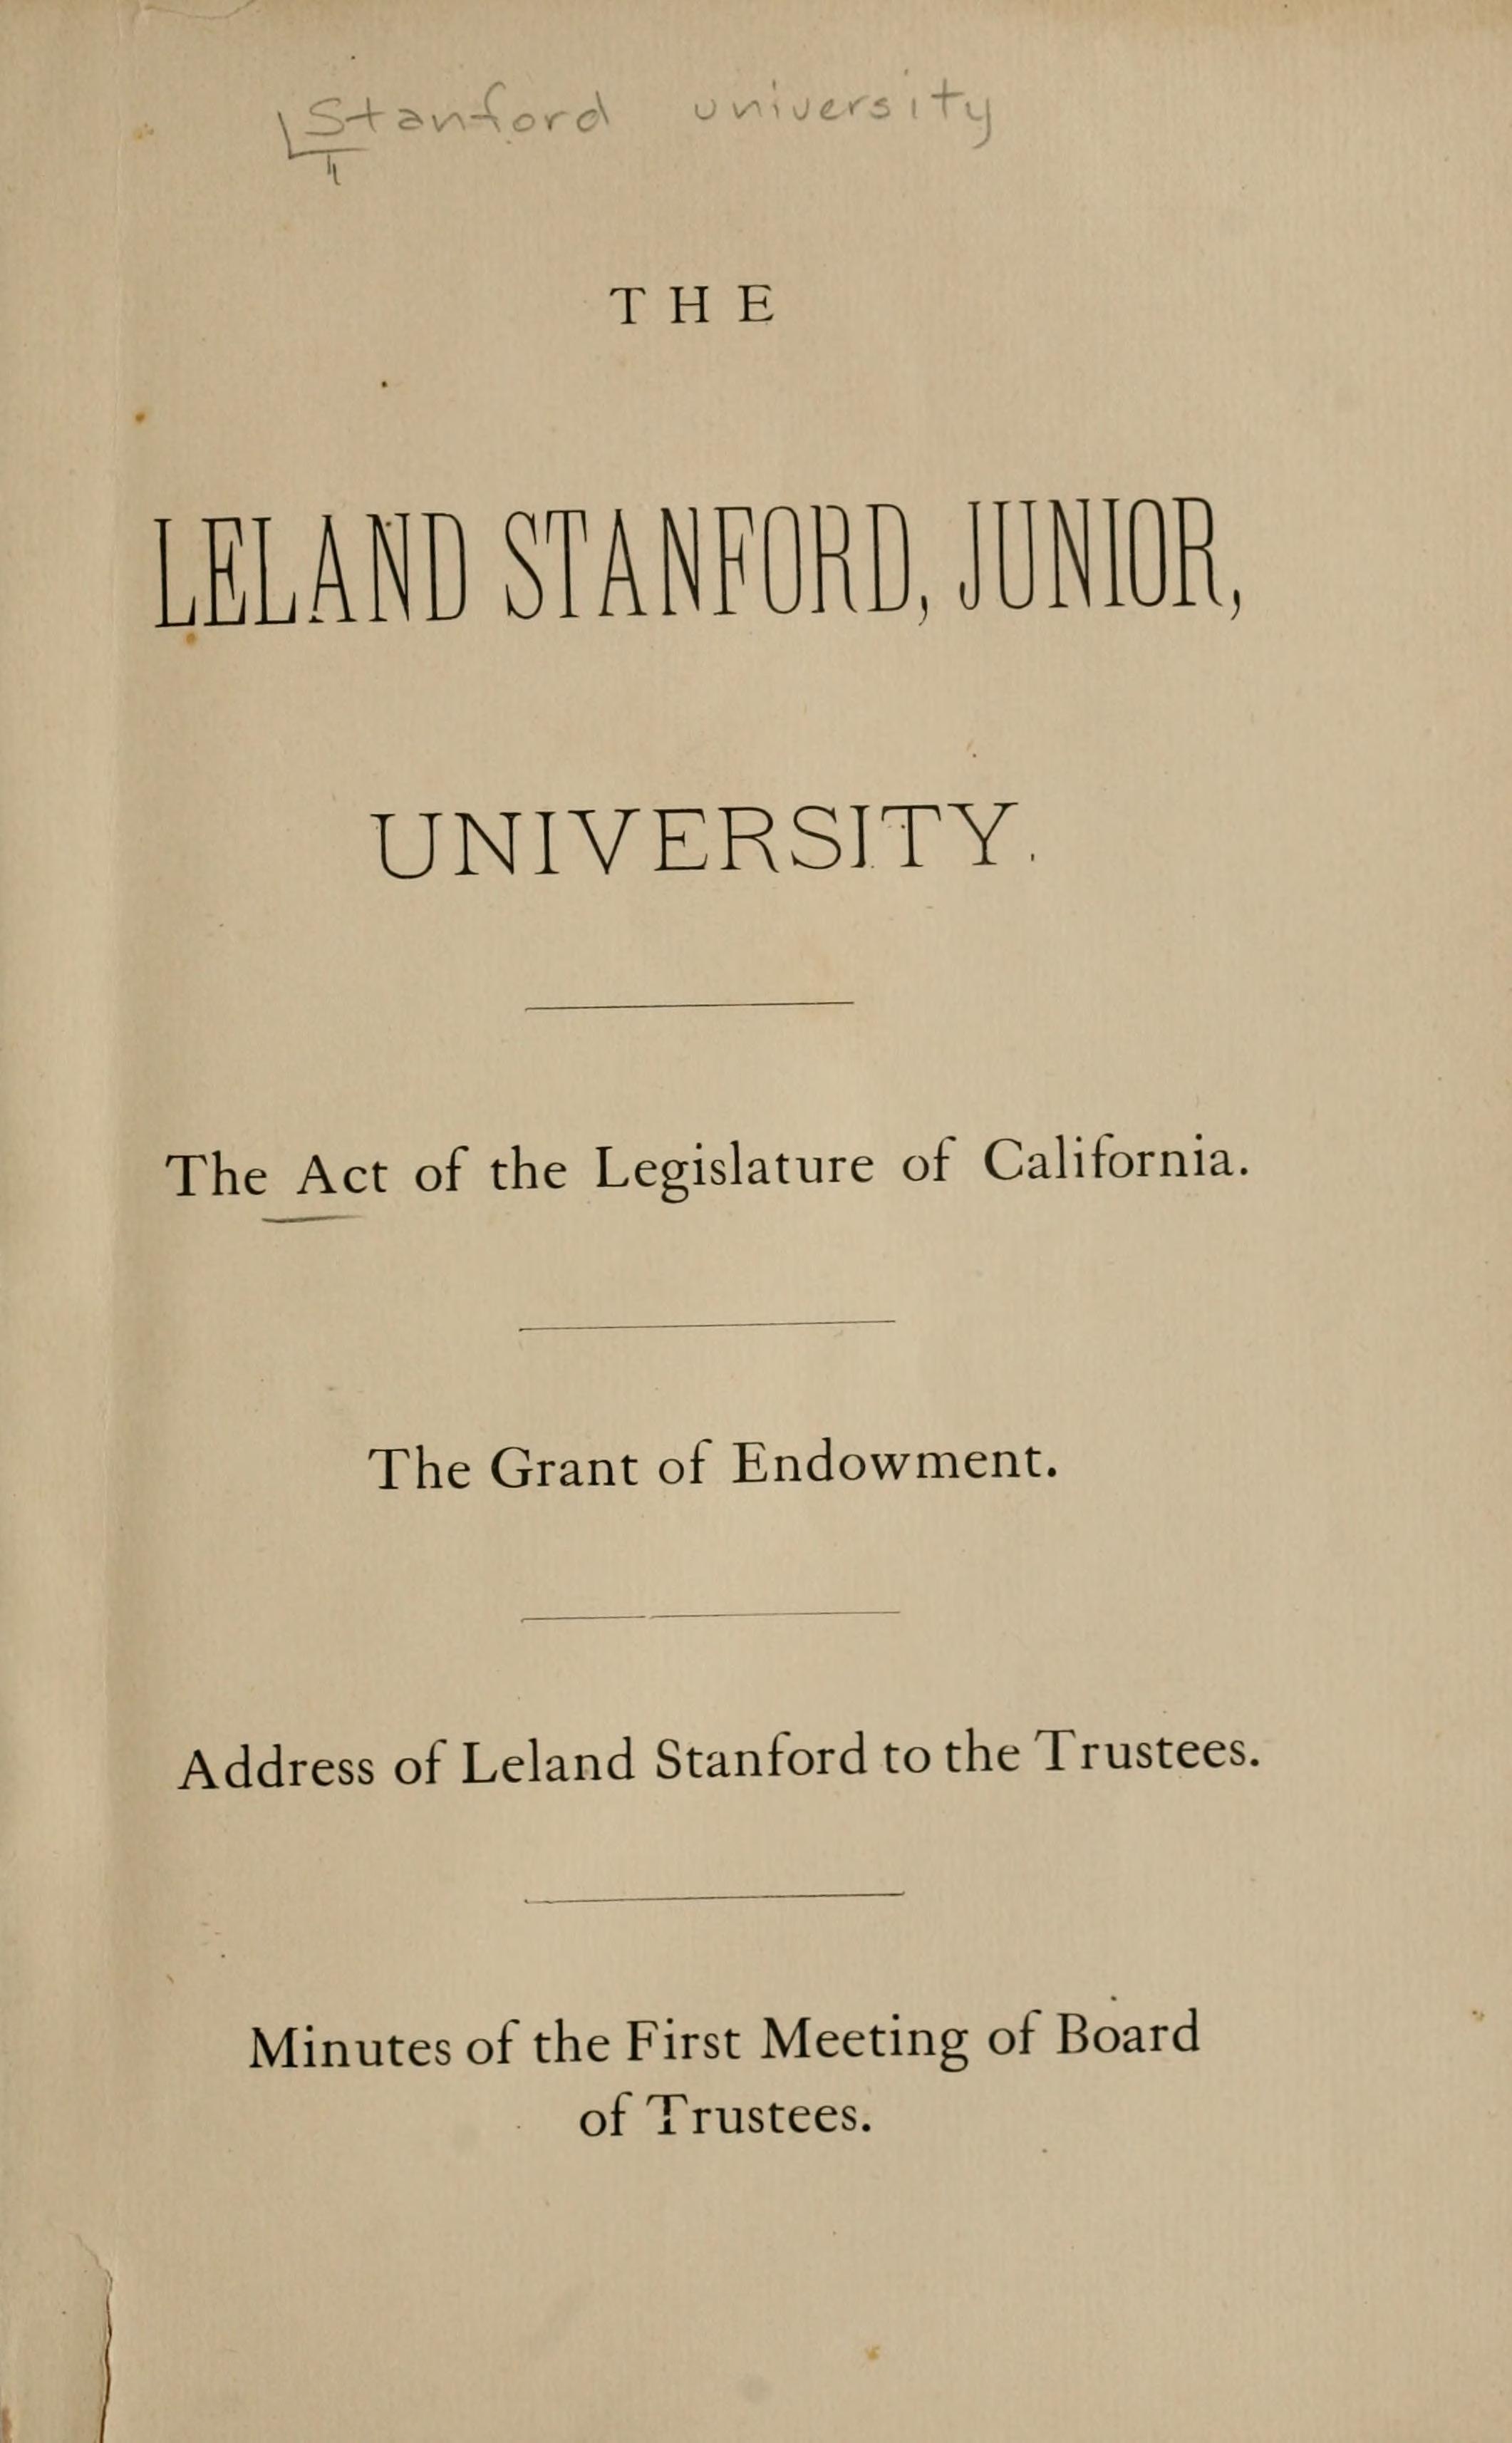 Stanford university
THE
LELAND STANFORD, JUNIOR,
UNIVERSITY.
The Act of the Legislature of California.
The Grant of Endowment.
Address of Leland Stanford to the Trustees.
Minutes of the First Meeting of Board
of Trustees.